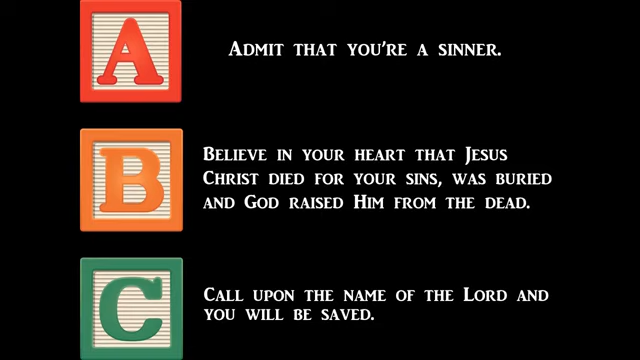 A
Admit that you're a sinner.
B
Believe in your heart that Jesus
Christ died for your sins, was buried
and God raised Him from the dead.
C
Call upon the name of the Lord and
you will be saved.